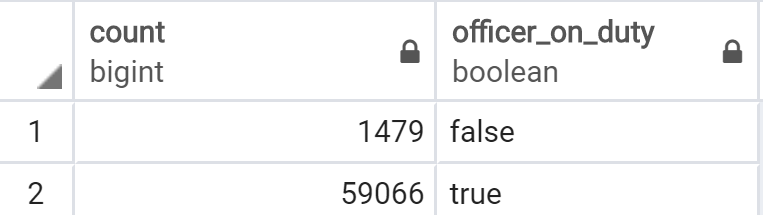 count officer_on_duty
bigint boolean
1 1479 false
2 59066 true